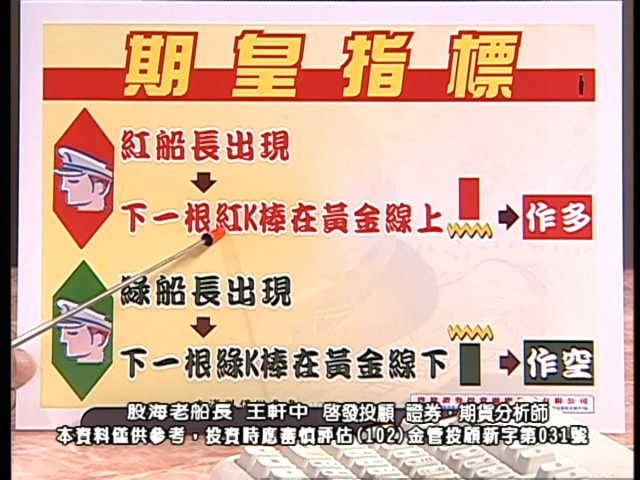 期皇指標
紅船長出現
下一根紅K棒在黃金線上
作多
綠船長出現
下一根綠K棒在黃金線下
作空
股海老船長 王軒中 啓發投顧 證券·期貨分析師
本資料僅供參考，投資時應審慎評估(102)金管投顧新字第031號